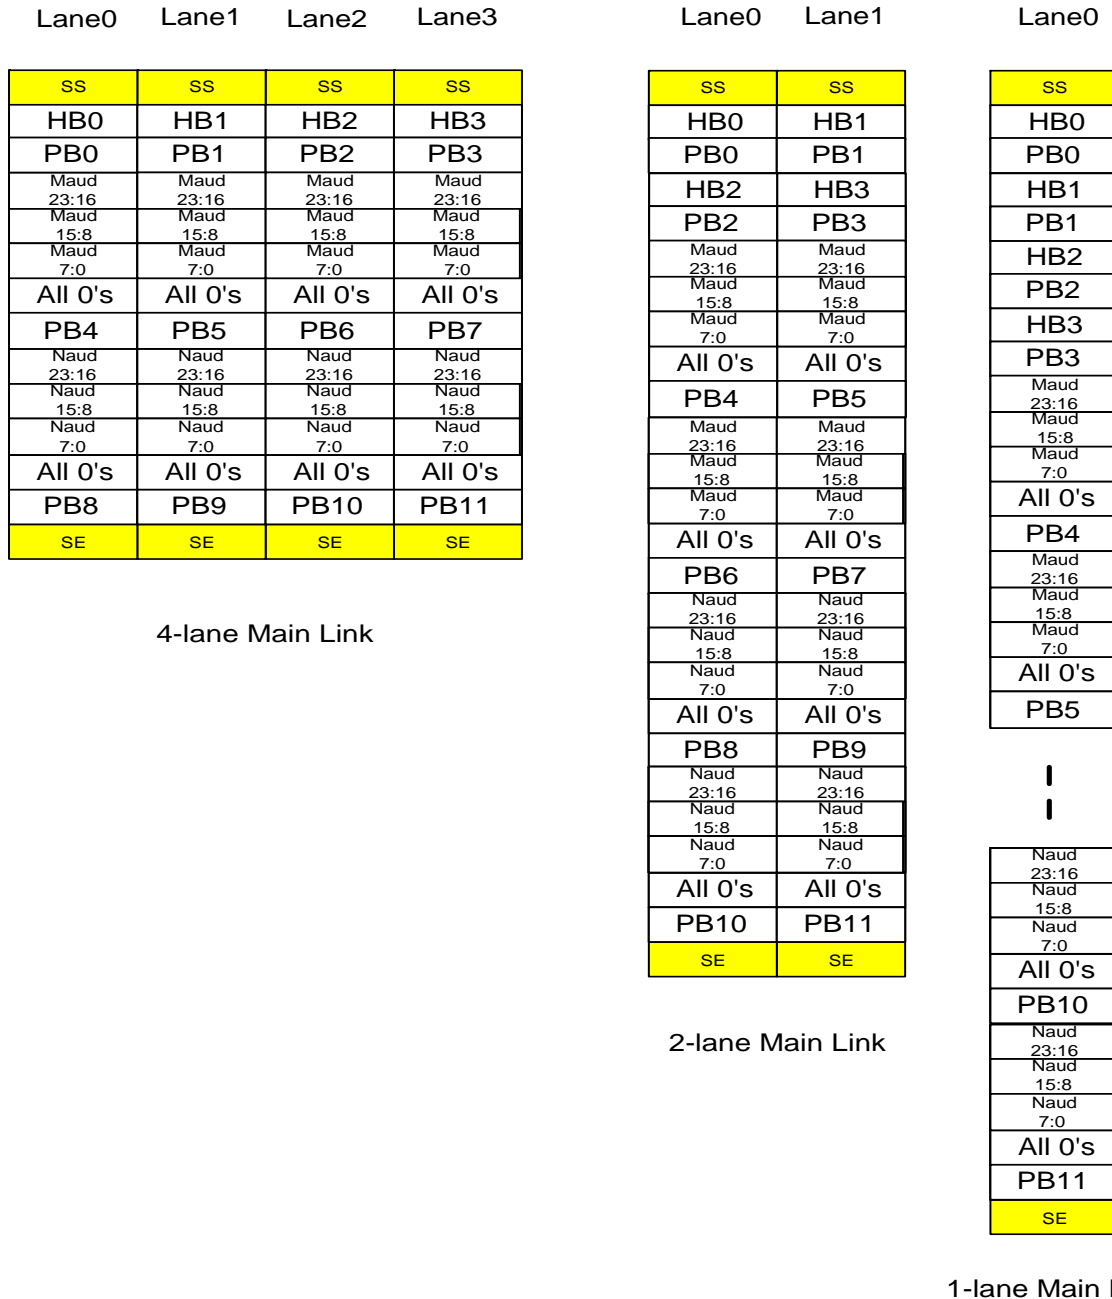 Lane0 Lane1 Lane2 Lane3
SS SS SS SS
HB0 HB1 HB2 HB3
PB0 PB1 PB2 PB3
Maud Maud Maud Maud
23:16 23:16 23:16 23:16
Maud Maud Maud Maud
15:8 15:8 15:8 15:8
Maud Maud Maud Maud
7:0 7:0 7:0 7:0
All 0's All 0's All 0's All 0's
PB4 PB5 PB6 PB7
Naud Naud Naud Naud
23:16 23:16 23:16 23:16
Naud Naud Naud Naud
15:8 15:8 15:8 15:8
Naud Naud Naud Naud
7:0 7:0 7:0 7:0
All 0's All 0's All 0's All 0's
PB8 PB9 PB10 PB11
SE SE SE SE
4-lane Main Link
Lane0 Lane1
SS SS
HB0 HB1
PB0 PB1
HB2 HB3
PB2 PB3
Maud Maud
23:16 23:16
Maud Maud
15:8 15:8
Maud Maud
7:0 7:0
All 0's All 0's
PB4 PB5
Maud Maud
23:16 23:16
Maud Maud
15:8 15:8
Maud Maud
7:0 7:0
All 0's All 0's
PB6 PB7
Naud Naud
23:16 23:16
Naud Naud
15:8 15:8
Naud Naud
7:0 7:0
All 0's All 0's
PB8 PB9
Naud Naud
23:16 23:16
Naud Naud
15:8 15:8
Naud Naud
7:0 7:0
All 0's All 0's
PB10 PB11
SE SE
2-lane Main Link
Lane0
SS
HB0
PB0
HB1
PB1
HB2
PB2
HB3
PB3
Maud
23:16
Maud
15:8
Maud
7:0
All 0's
PB4
Maud
23:16
Maud
15:8
Maud
7:0
All 0's
PB5
Naud
23:16
Naud
15:8
Naud
7:0
All 0's
PB10
Naud
23:16
Naud
15:8
Naud
7:0
All 0's
PB11
SE
1-lane Main